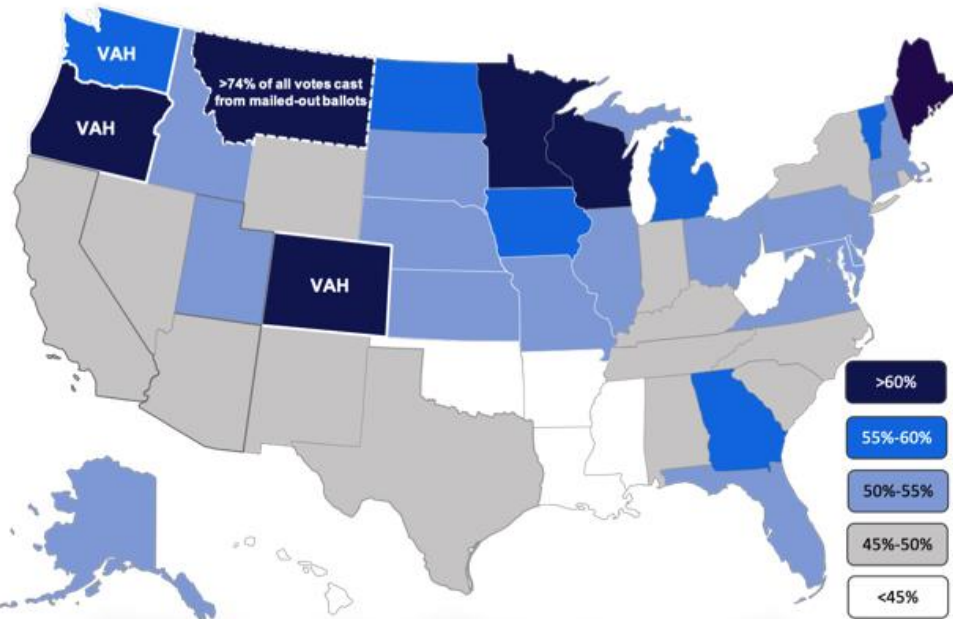 VAH
>74% of all votes cast
from mailed-out ballots
VAH
VAH
>60%
55%-60%
50%-55%
45%-50%
<45%